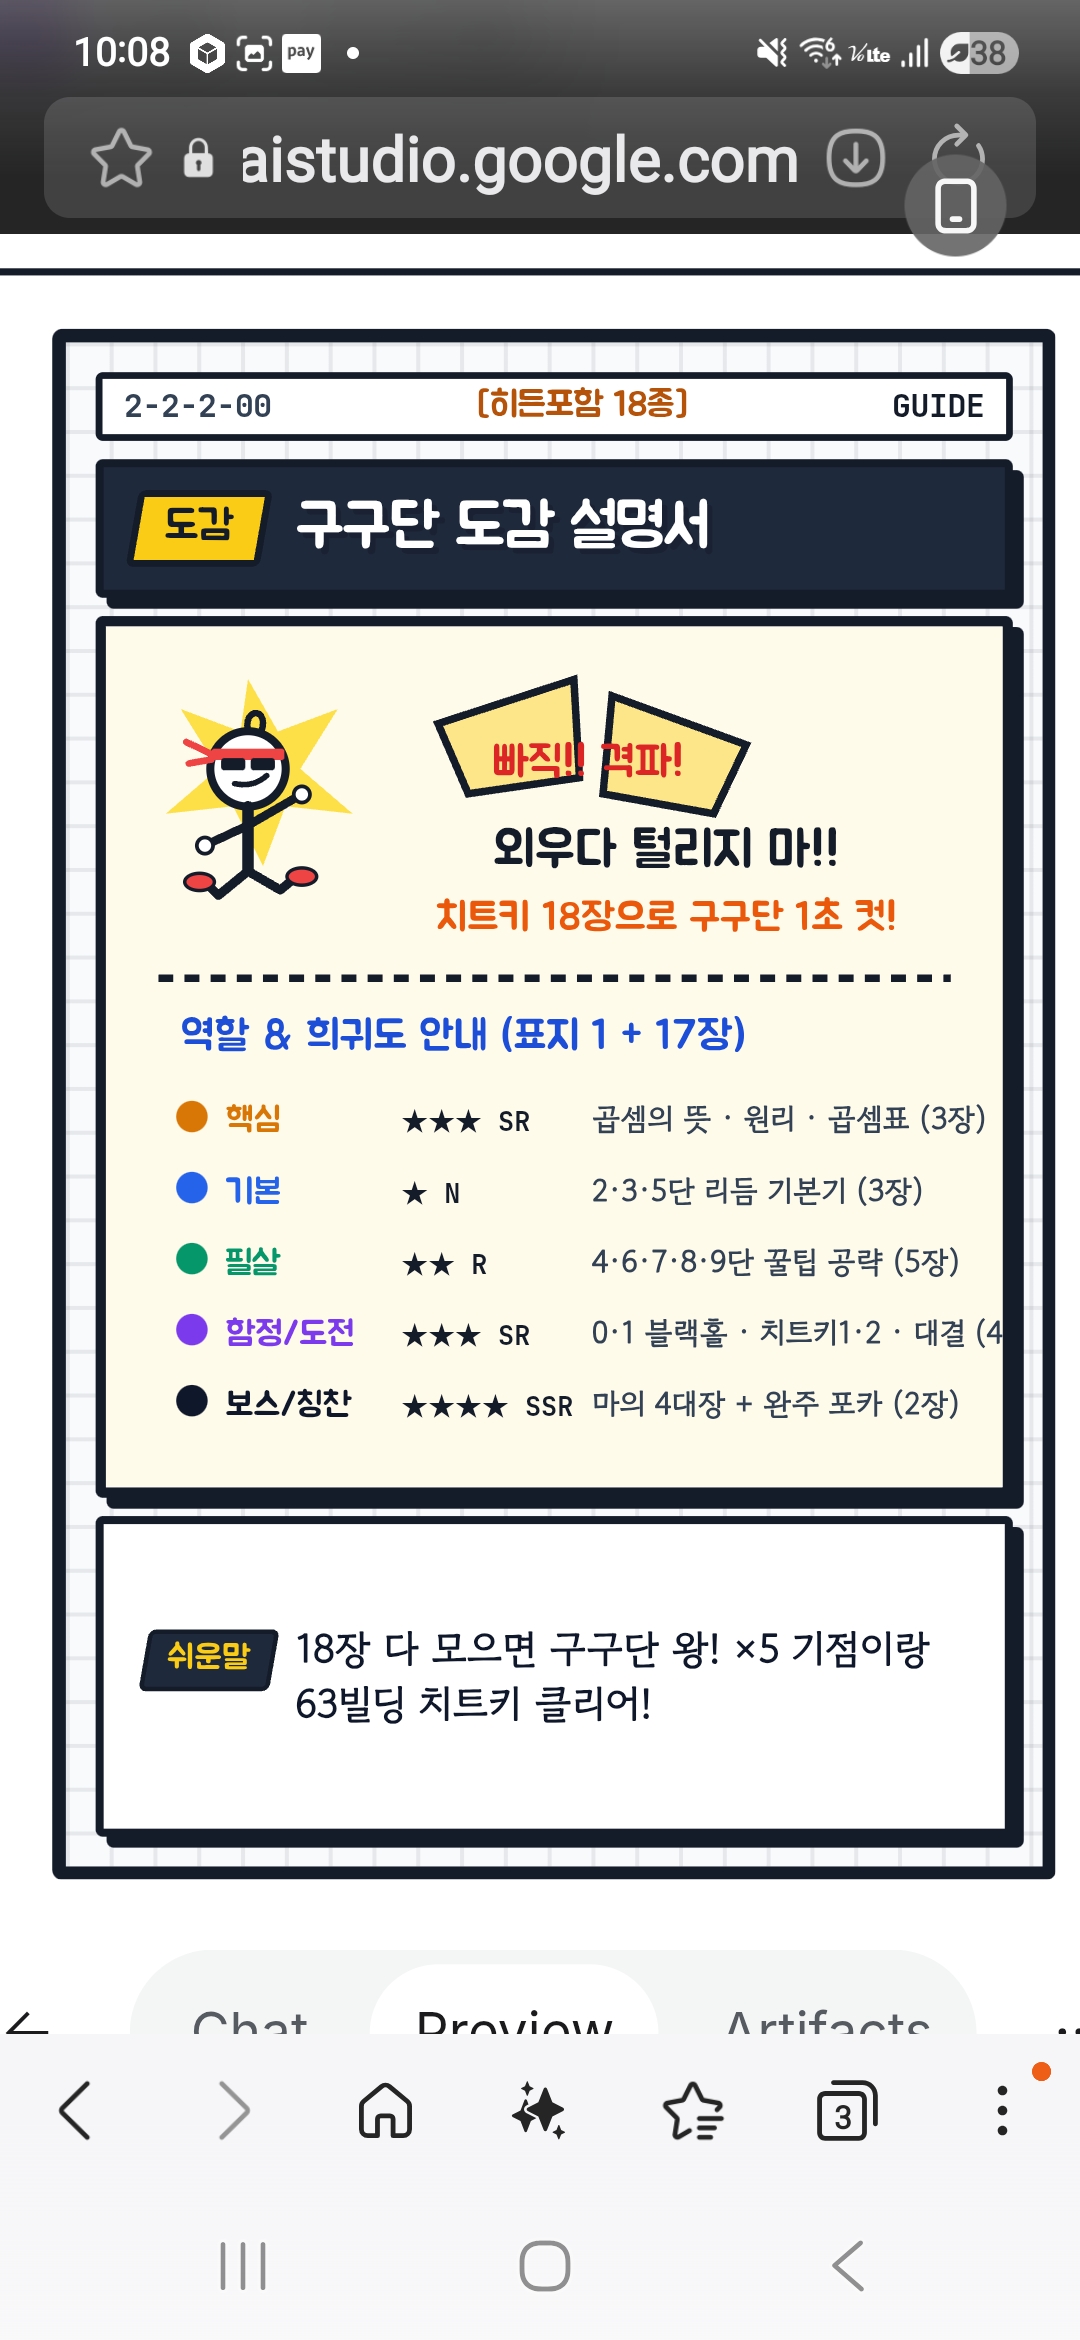 10:08
pay
6
VoLte
38
aistudio.google.com
2-2-2-00
[히든포함 18종]
GUIDE
도감
구구단 도감 설명서
빠직!! 격파!
외우다 털리지 마!!
치트키 18장으로 구구단 1초 컷!
역할 & 희귀도 안내 (표지 1 + 17장)
핵심 ★★★ SR 곱셈의 뜻 · 원리 · 곱셈표 (3장)
기본 ★ N 2·3·5단 리듬 기본기 (3장)
필살 ★★ R 4·6·7·8·9단 꿀팁 공략 (5장)
함정/도전 ★★★ SR 0·1 블랙홀 · 치트키1·2 · 대결 (4
보스/칭찬 ★★★★ SSR 마의 4대장 + 완주 포카 (2장)
쉬운말
18장 다 모으면 구구단 왕! ×5 기점이랑
63빌딩 치트키 클리어!
Chat Preview Artifacts
3